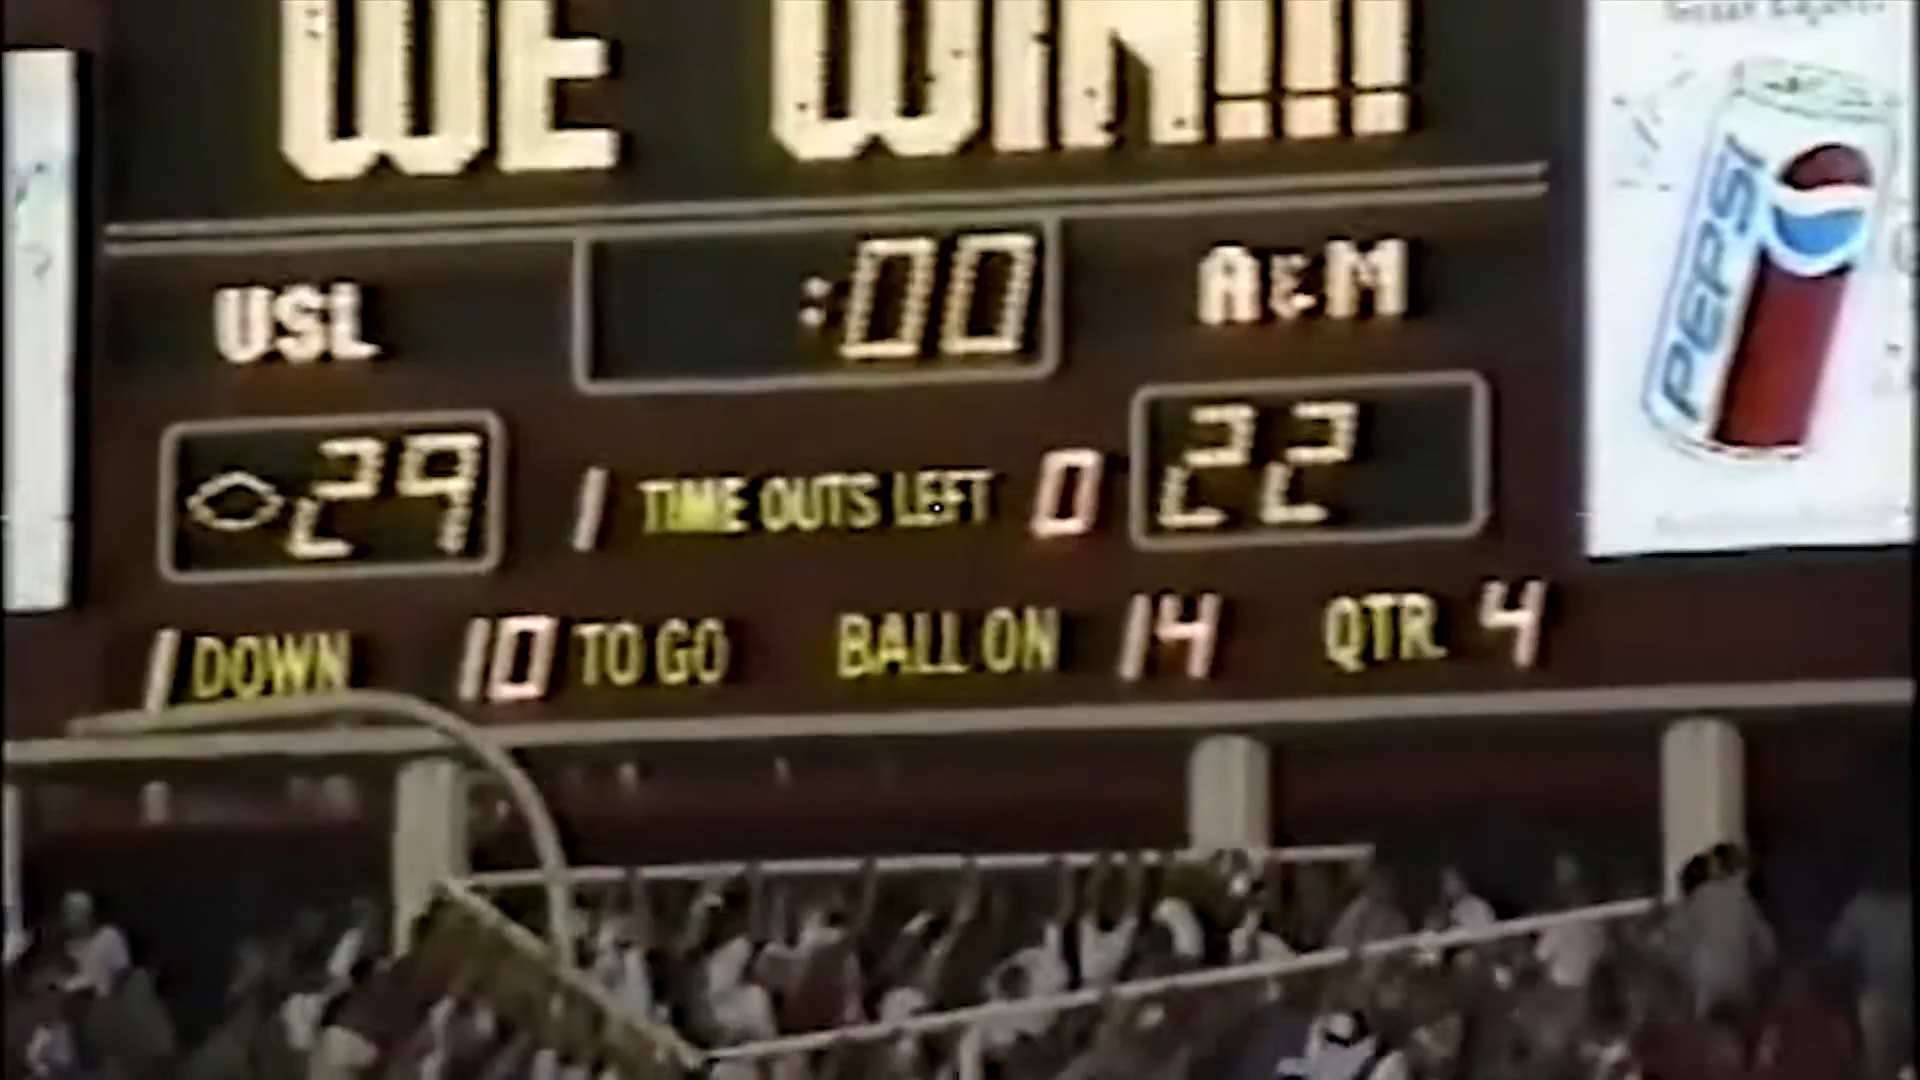 WE WIN!!!
USL :00 A&M
29 1 TIME OUTS LEFT 0 22
1 DOWN 10 TO GO BALL ON 14 QTR 4
PEPSI